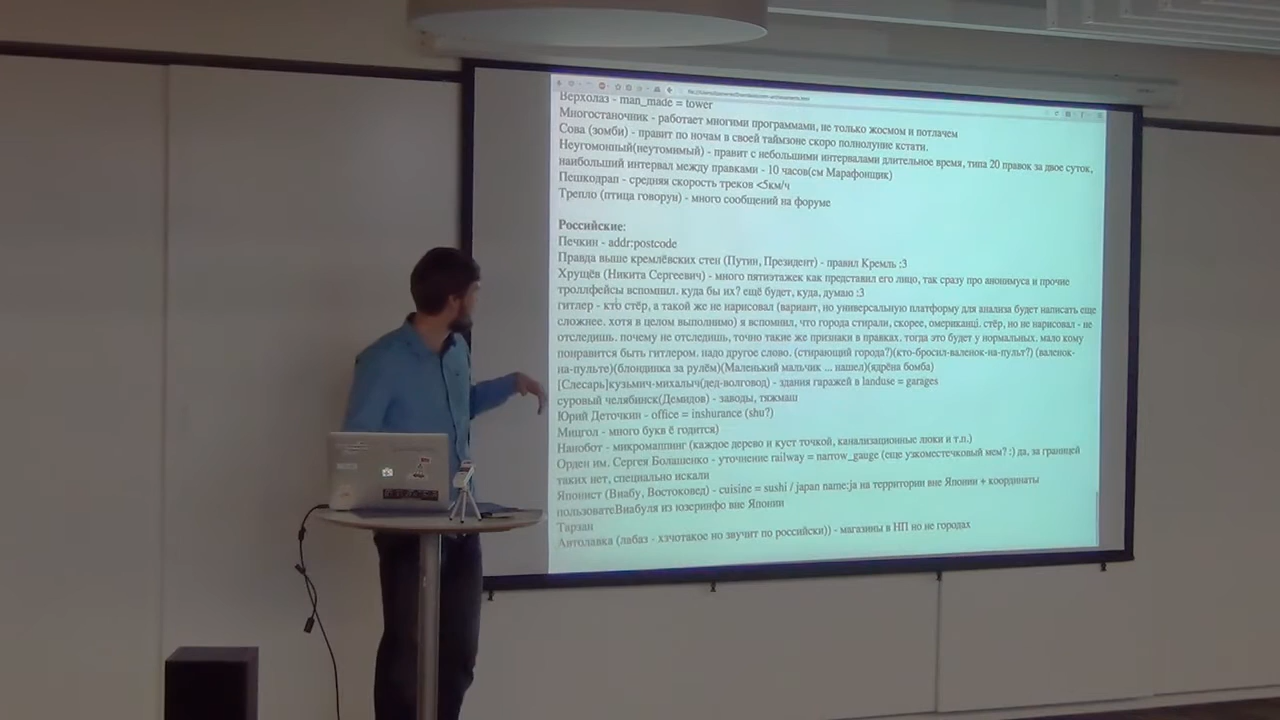 Верхолаз - man_made = tower
Многостаночник - работает многими программами, не только жосмом и потлачем
Сова (зомби) - правит по ночам в своей таймзоне скоро полнолуние кстати.
Неугомонный(неутомимый) - правит с небольшими интервалами длительное время, типа 20 правок за двое суток,
наибольший интервал между правками - 10 часов(см Марафонщик)
Пешкодрап - средняя скорость треков <5км/ч
Трепло (птица говорун) - много сообщений на форуме
Российские:
Печкин - addr:postcode
Правда выше кремлёвских стен (Путин, Президент) - правил Кремль :3
Хрущёв (Никита Сергеевич) - много пятиэтажек как представил его лицо, так сразу про анонимуса и прочие
троллфейсы вспомнил. куда бы их? ещё будет, куда, думаю :3
гитлер - кто стёр, а такой же не нарисовал (вариант, но универсальную платформу для анализа будет написать еще
сложнее. хотя в целом выполнимо) я вспомнил, что города стирали, скорее, омериканці. стёр, но не нарисовал - не
отследишь. почему не отследишь, точно такие же признаки в правках. тогда это будет у нормальных. мало кому
понравится быть гитлером. надо другое слово. (стирающий города?)(кто-бросил-валенок-на-пульт?) (валенок-
на-пульте)(блондинка за рулём)(Маленький мальчик ... нашел)(ядрёна бомба)
[Слесарь]кузьмич-михалыч(дед-волговод) - здания гаражей в landuse = garages
суровый челябинск(Демидов) - заводы, тяжмаш
Юрий Деточкин - office = inshurance (shu?)
Мицгол - много букв ё годится)
Нанобот - микромаппинг (каждое дерево и куст точкой, канализационные люки и т.п.)
Орден им. Сергея Болашенко - уточнение railway = narrow_gauge (еще узкоместечковый мем? :) да, за границей
таких нет, специально искали
Японист (Виабу, Востоковед) - cuisine = sushi / japan name:ja на территории вне Японии + координаты
пользователВиабуля из юзеринфо вне Японии
Тарзан
Автолавка (лабаз - хзчотакое но звучит по российски)) - магазины в НП но не городах